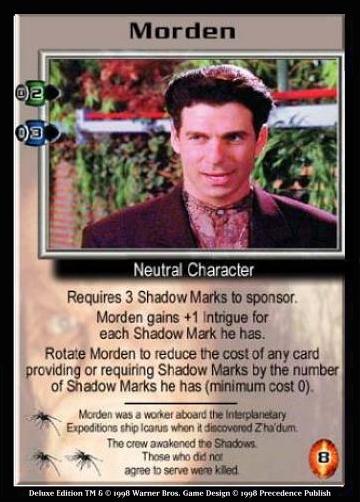 Morden
2
3
Neutral Character
Requires 3 Shadow Marks to sponsor.
Morden gains +1 Intrigue for
each Shadow Mark he has.
Rotate Morden to reduce the cost of any card
providing or requiring Shadow Marks by the number
of Shadow Marks he has (minimum cost 0).
Morden was a worker aboard the Interplanetary
Expeditions ship Icarus when it discovered Z'ha'dum.
The crew awakened the Shadows.
Those who did not
agree to serve were killed.
8
Deluxe Edition TM & © 1998 Warner Bros. Game Design © 1998 Precedence Publish